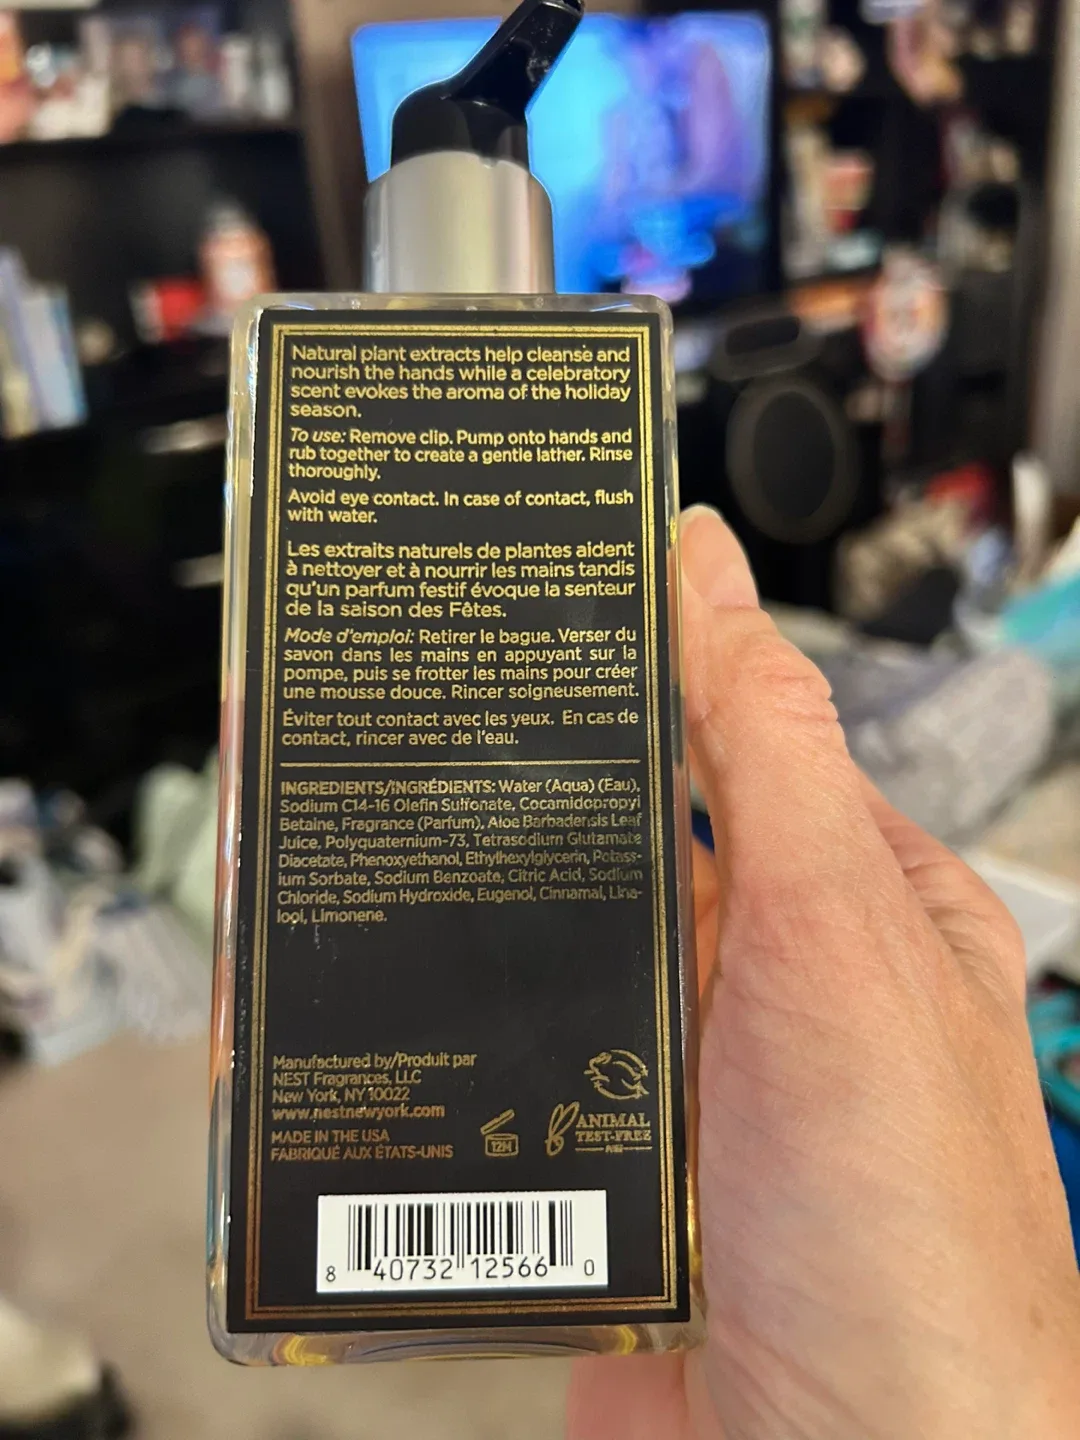 Natural plant extracts help cleanse and
nourish the hands while a celebratory
scent evokes the aroma of the holiday
season.
To use: Remove clip. Pump onto hands and
rub together to create a gentle lather. Rinse
thoroughly.
Avoid eye contact. In case of contact, flush
with water.
Les extraits naturels de plantes aident
à nettoyer et à nourrir les mains tandis
qu'un parfum festif évoque la senteur
de la saison des Fêtes.
Mode d'emploi: Retirer le bague. Verser du
savon dans les mains en appuyant sur la
pompe, puis se frotter les mains pour créer
une mousse douce. Rincer soigneusement.
Éviter tout contact avec les yeux. En cas de
contact, rincer avec de l'eau.
INGREDIENTS/INGRÉDIENTS: Water (Aqua) (Eau),
Sodium C14-16 Olefin Sulfonate, Cocamidopropyl
Betaine, Fragrance (Parfum), Aloe Barbadensis Leaf
Juice, Polyquaternium-73, Tetrasodium Glutamate
Diacetate, Phenoxyethanol, Ethylhexylglycerin, Potass-
ium Sorbate, Sodium Benzoate, Citric Acid, Sodium
Chloride, Sodium Hydroxide, Eugenol, Cinnamal, Lina-
lool, Limonene.
Manufactured by/Produit par
NEST Fragrances, LLC
New York, NY 10022
www.nestnewyork.com
MADE IN THE USA
FABRIQUÉ AUX ÉTATS-UNIS
12M
ANIMAL
TEST-FREE
8 40732 12566 0